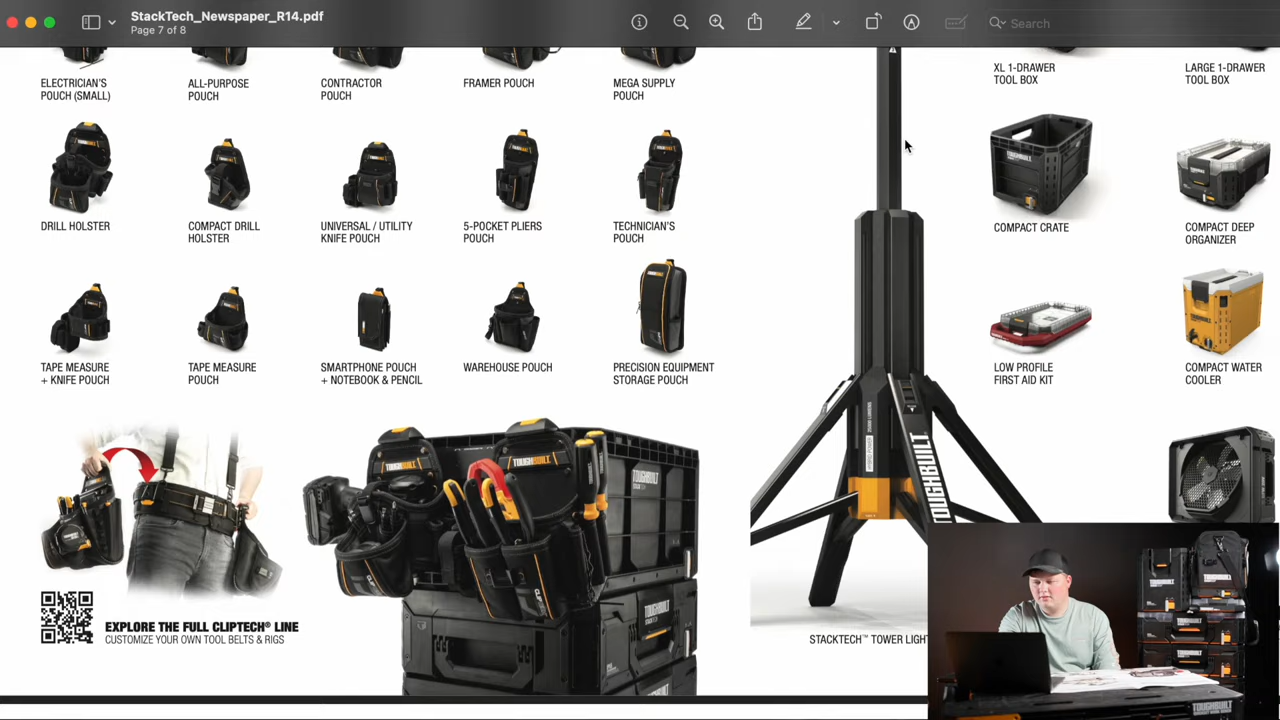 StackTech_Newspaper_R14.pdf
Page 7 of 8
Search
ELECTRICIAN'S
POUCH (SMALL)
ALL-PURPOSE
POUCH
CONTRACTOR
POUCH
FRAMER POUCH
MEGA SUPPLY
POUCH
XL 1-DRAWER
TOOL BOX
LARGE 1-DRAWER
TOOL BOX
DRILL HOLSTER
COMPACT DRILL
HOLSTER
UNIVERSAL / UTILITY
KNIFE POUCH
5-POCKET PLIERS
POUCH
TECHNICIAN'S
POUCH
COMPACT CRATE
COMPACT DEEP
ORGANIZER
TAPE MEASURE
+ KNIFE POUCH
TAPE MEASURE
POUCH
SMARTPHONE POUCH
+ NOTEBOOK & PENCIL
WAREHOUSE POUCH
PRECISION EQUIPMENT
STORAGE POUCH
LOW PROFILE
FIRST AID KIT
COMPACT WATER
COOLER
TOUGHBUILT
TOUGHBUILT
TOUGHBUILT
TOUGHBUILT
EXPLORE THE FULL CLIPTECH® LINE
CUSTOMIZE YOUR OWN TOOL BELTS & RIGS
STACKTECH™ TOWER LIGHT